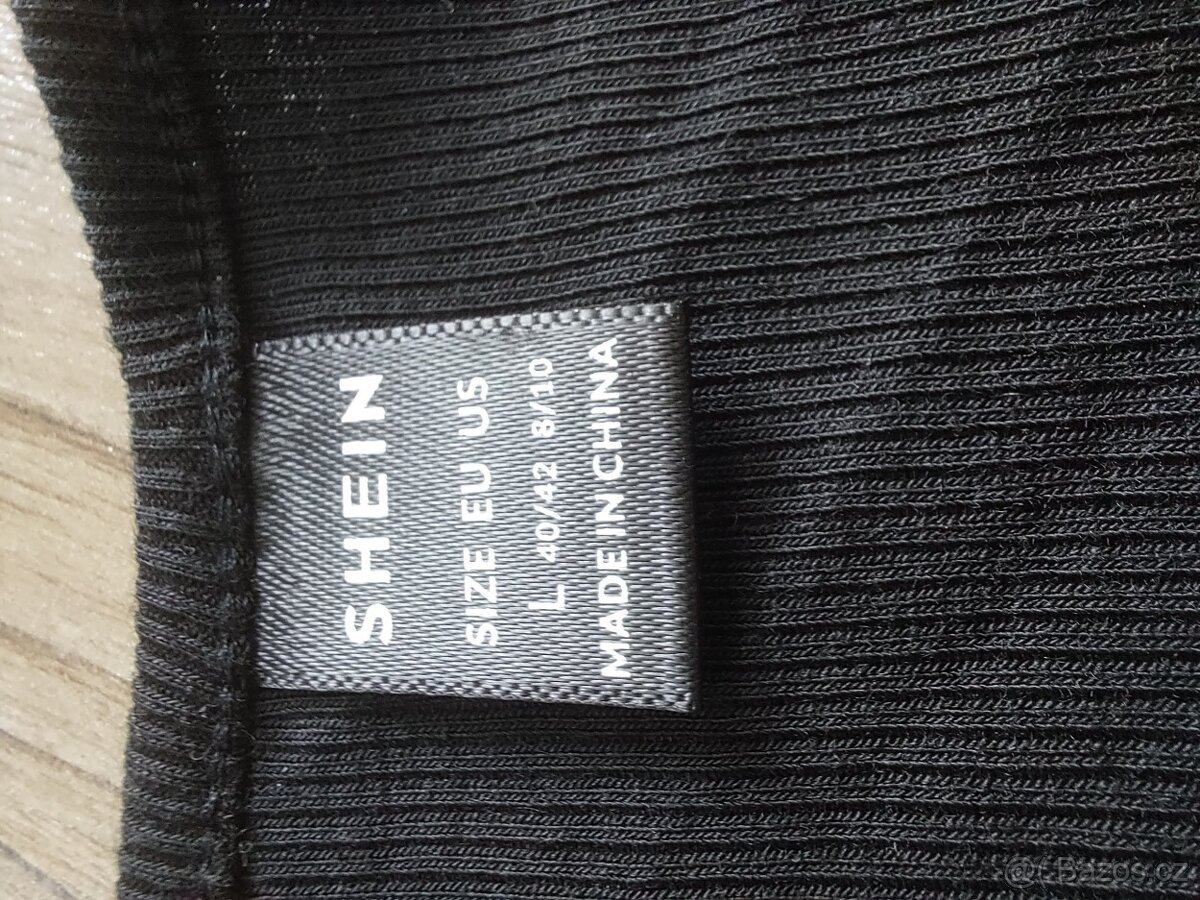 SHEIN
SIZE EU US
L 40/42 8/10
MADE IN CHINA
@ Bazos.cz